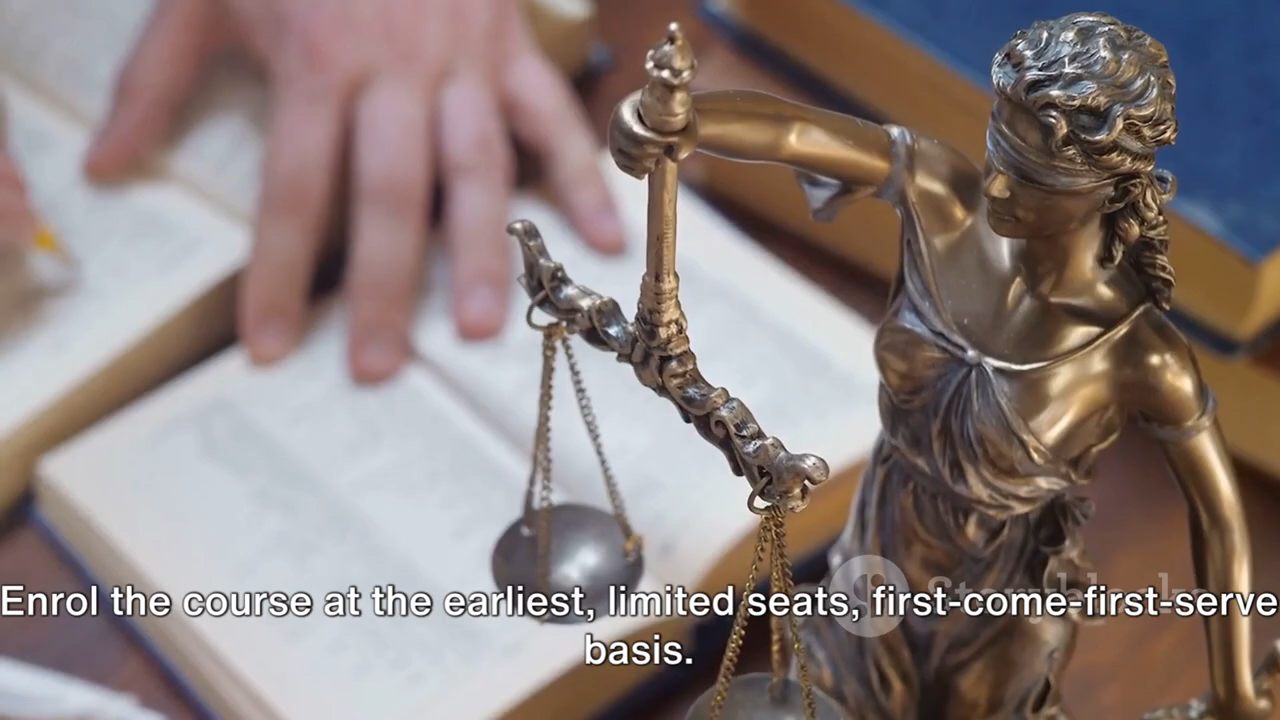 Enrol the course at the earliest, limited seats, first-come-first-serve
basis.